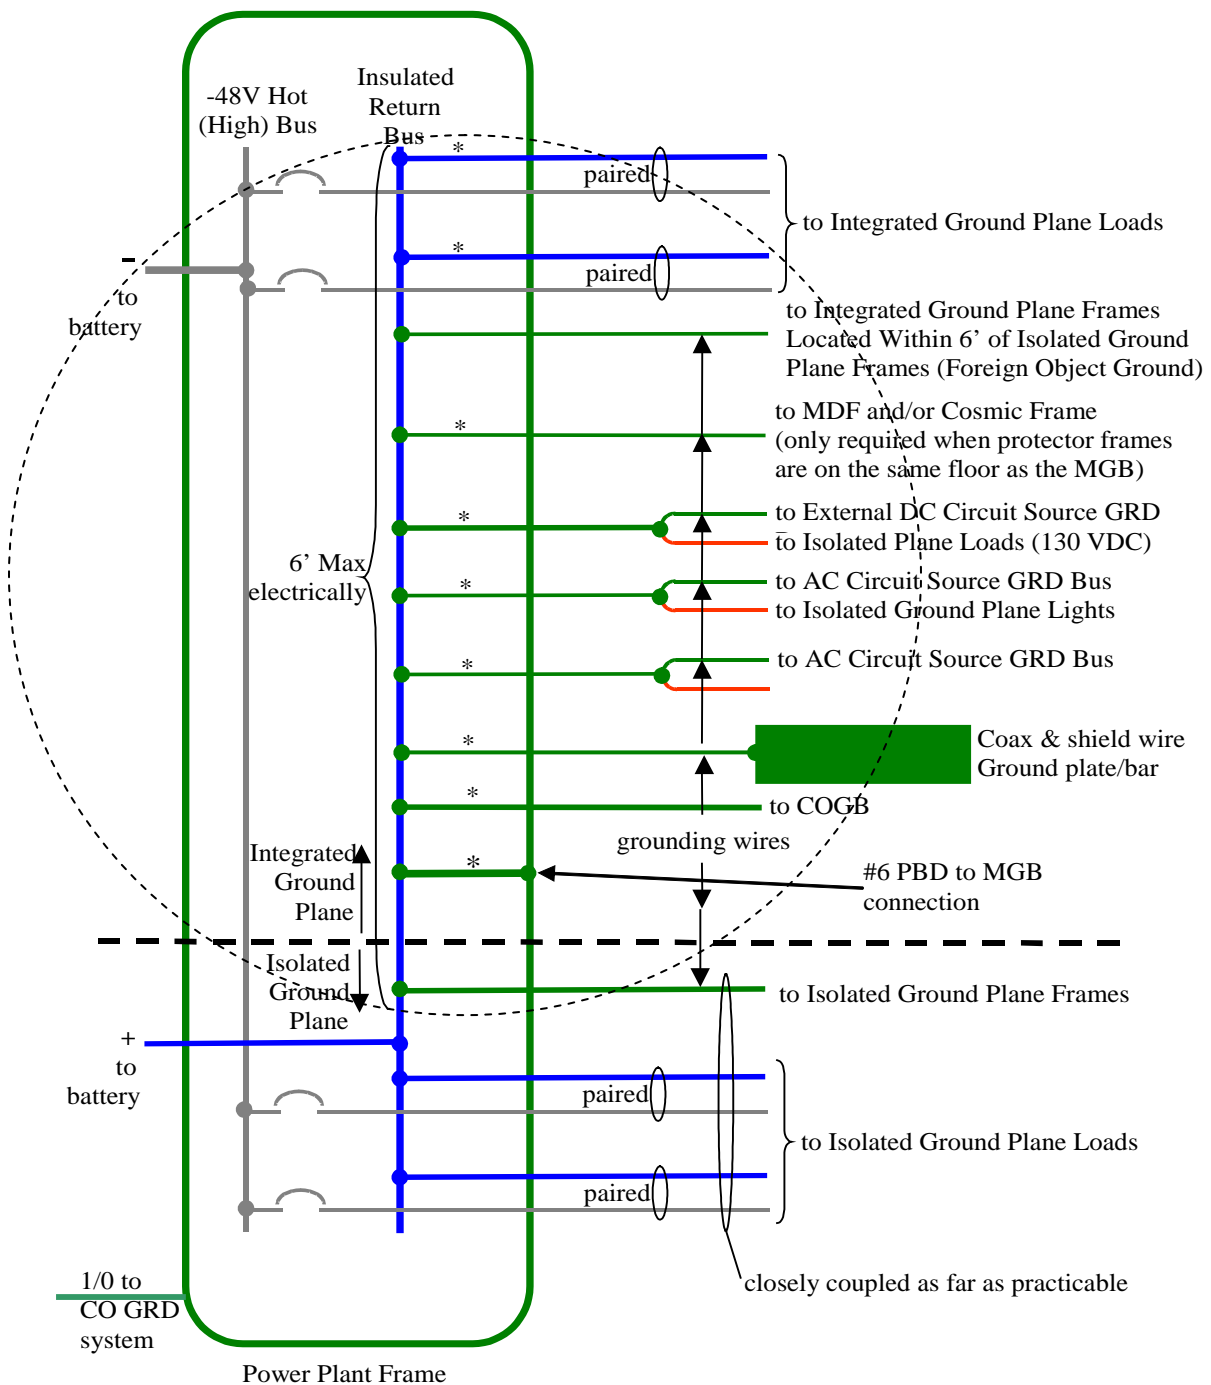 -48V Hot
(High) Bus
Insulated
Return
Bus
*
paired
to Integrated Ground Plane Loads
*
paired
−
to
battery
to Integrated Ground Plane Frames
Located Within 6’ of Isolated Ground
Plane Frames (Foreign Object Ground)
*
to MDF and/or Cosmic Frame
(only required when protector frames
are on the same floor as the MGB)
*
to External DC Circuit Source GRD
to Isolated Plane Loads (130 VDC)
6’ Max
electrically
*
to AC Circuit Source GRD Bus
to Isolated Ground Plane Lights
*
to AC Circuit Source GRD Bus
*
Coax & shield wire
Ground plate/bar
*
to COGB
grounding wires
Integrated
Ground
Plane
*
#6 PBD to MGB
connection
Isolated
Ground
Plane
to Isolated Ground Plane Frames
+
to
battery
paired
to Isolated Ground Plane Loads
paired
closely coupled as far as practicable
1/0 to
CO GRD
system
Power Plant Frame